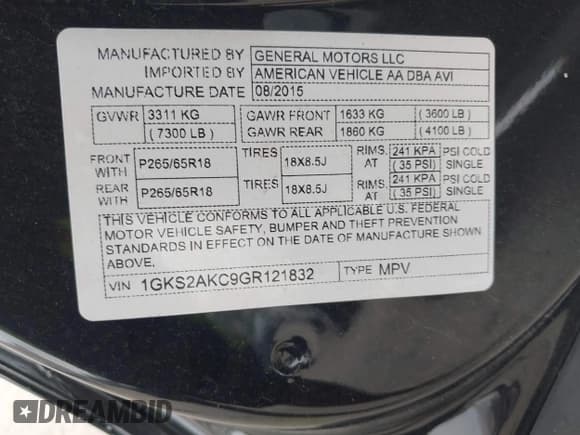 MANUFACTURED BY GENERAL MOTORS LLC
IMPORTED BY AMERICAN VEHICLE AA DBA AVI
MANUFACTURE DATE 08/2015
GVWR 3311 KG GAWR FRONT 1633 KG ( 3600 LB )
( 7300 LB ) GAWR REAR 1860 KG ( 4100 LB )
FRONT WITH P265/65R18 TIRES 18X8.5J RIMS, AT 241 KPA ( 35 PSI) PSI COLD SINGLE
REAR WITH P265/65R18 TIRES 18X8.5J RIMS, AT 241 KPA ( 35 PSI) PSI COLD SINGLE
THIS VEHICLE CONFORMS TO ALL APPLICABLE U.S. FEDERAL
MOTOR VEHICLE SAFETY, BUMPER AND THEFT PREVENTION
STANDARDS IN EFFECT ON THE DATE OF MANUFACTURE SHOWN
ABOVE.
VIN 1GKS2AKC9GR121832 TYPE MPV
DREAMBID